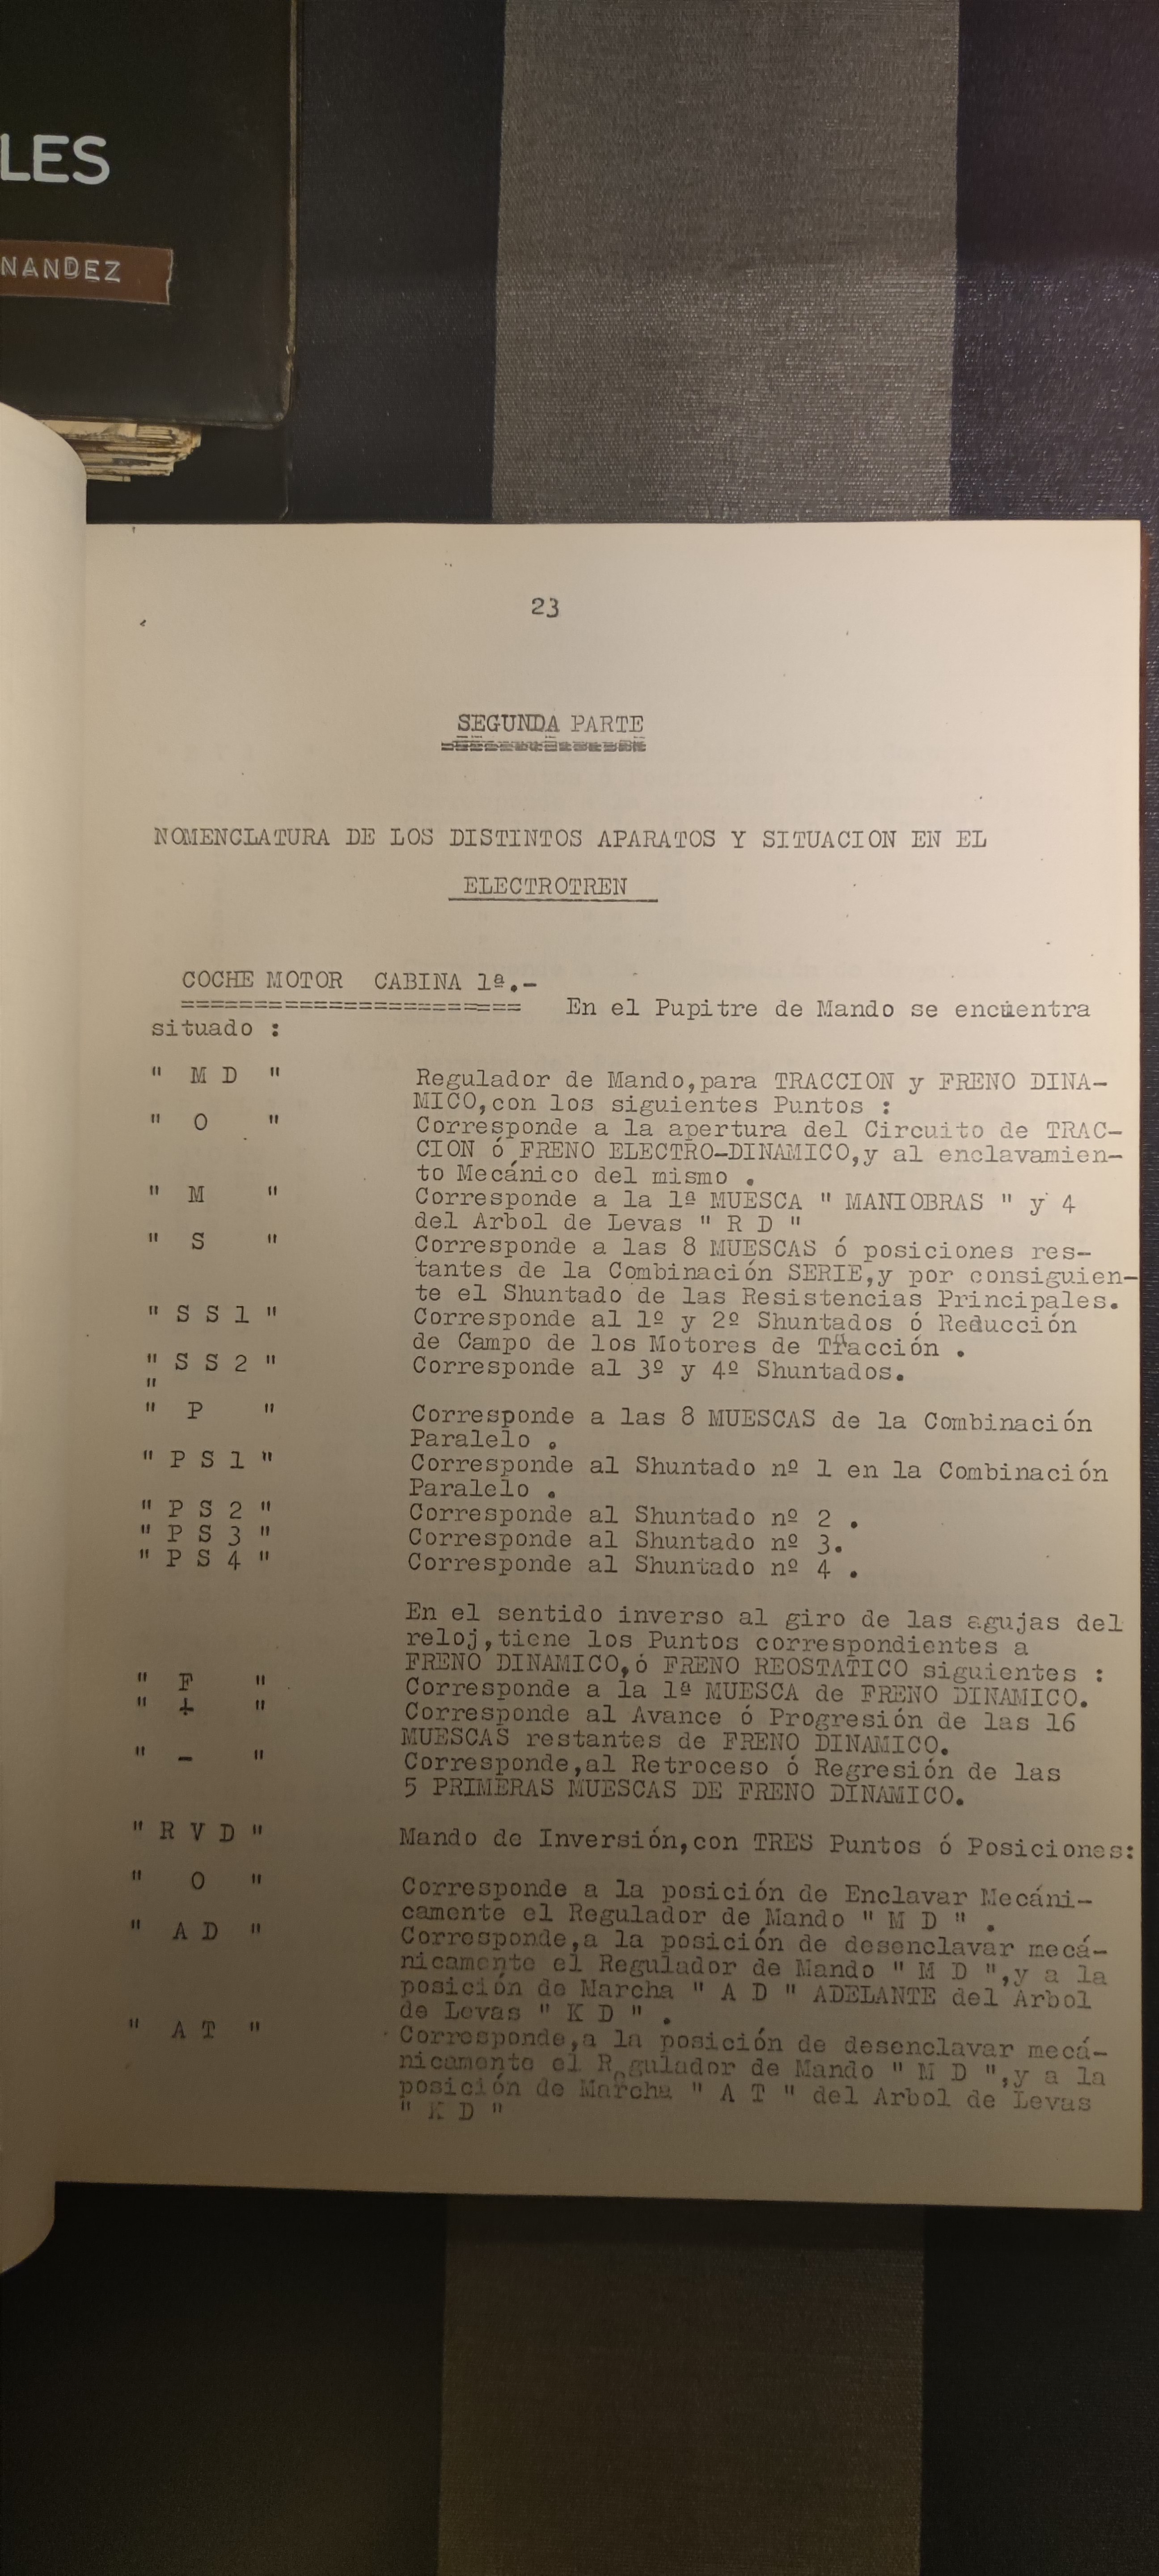 LES
NANDEZ
23
SEGUNDA PARTE
NOMENCLATURA DE LOS DISTINTOS APARATOS Y SITUACION EN EL
ELECTROTREN
COCHE MOTOR CABINA 1ª.-
En el Pupitre de Mando se encuentra
situado :
" M D " Regulador de Mando,para TRACCION y FRENO DINA-
MICO,con los siguientes Puntos :
" O " Corresponde a la apertura del Circuito de TRAC-
CION ó FRENO ELECTRO-DINAMICO,y al enclavamien-
to Mecánico del mismo .
" M " Corresponde a la 1ª MUESCA " MANIOBRAS " y 4
del Arbol de Levas " R D "
" S " Corresponde a las 8 MUESCAS ó posiciones res-
tantes de la Combinación SERIE,y por consiguien-
te el Shuntado de las Resistencias Principales.
" S S 1 " Corresponde al 1º y 2º Shuntados ó Reducción
de Campo de los Motores de Tracción .
" S S 2 " Corresponde al 3º y 4º Shuntados.
"
" P " Corresponde a las 8 MUESCAS de la Combinación
Paralelo .
" P S 1 " Corresponde al Shuntado nº 1 en la Combinación
Paralelo .
" P S 2 " Corresponde al Shuntado nº 2 .
" P S 3 " Corresponde al Shuntado nº 3.
" P S 4 " Corresponde al Shuntado nº 4 .
En el sentido inverso al giro de las agujas del
reloj,tiene los Puntos correspondientes a
FRENO DINAMICO,ó FRENO REOSTATICO siguientes :
" F " Corresponde a la 1ª MUESCA de FRENO DINAMICO.
" + " Corresponde al Avance ó Progresión de las 16
MUESCAS restantes de FRENO DINAMICO.
" - " Corresponde,al Retroceso ó Regresión de las
5 PRIMERAS MUESCAS DE FRENO DINAMICO.
" R V D " Mando de Inversión,con TRES Puntos ó Posiciones:
" O " Corresponde a la posición de Enclavar Mecáni-
camente el Regulador de Mando " M D " .
" A D " Corresponde,a la posición de desenclavar mecá-
nicamente el Regulador de Mando " M D ",y a la
posición de Marcha " A D " ADELANTE del Arbol
de Levas " K D " .
" A T " Corresponde,a la posición de desenclavar mecá-
nicamente el Regulador de Mando " M D ",y a la
posición de Marcha " A T " del Arbol de Levas
" K D "